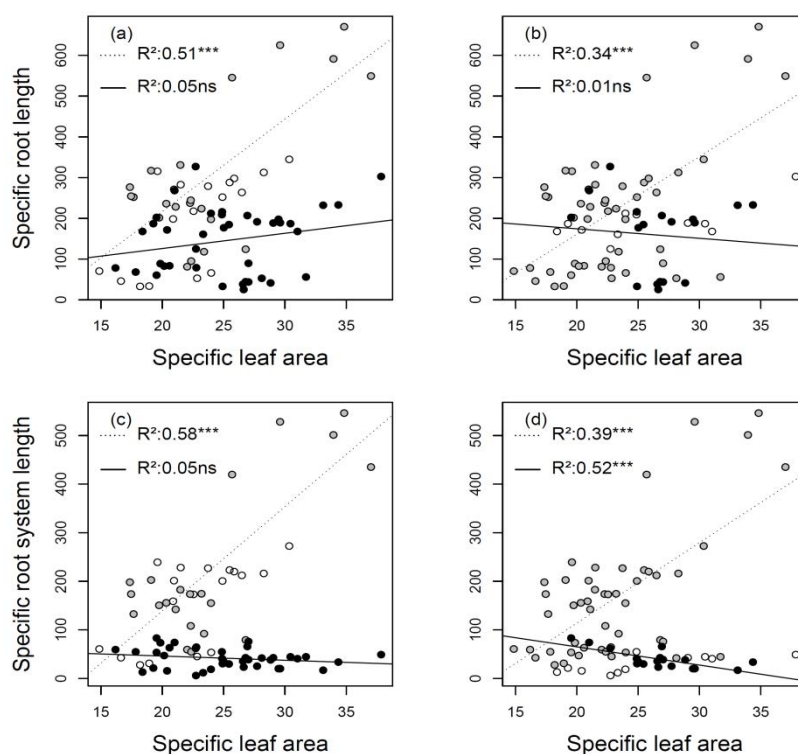 (a)
R²:0.51***
R²:0.05ns
Specific root length
0 100 200 300 400 500 600
15 20 25 30 35
Specific leaf area
(b)
R²:0.34***
R²:0.01ns
0 100 200 300 400 500 600
15 20 25 30 35
Specific leaf area
(c)
R²:0.58***
R²:0.05ns
Specific root system length
0 100 200 300 400 500
15 20 25 30 35
Specific leaf area
(d)
R²:0.39***
R²:0.52***
0 100 200 300 400 500
15 20 25 30 35
Specific leaf area